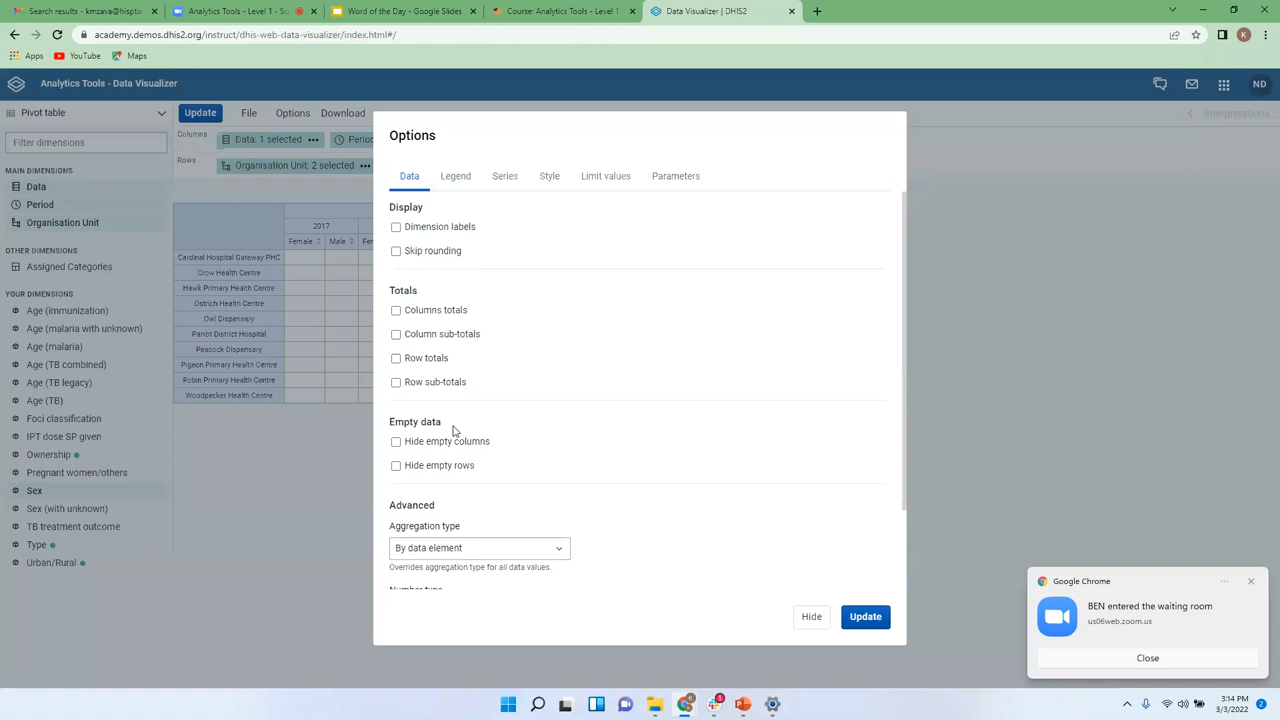 Search results - kmzava@hispta
Analytics Tools - Level 1 - Sc
Word of the Day - Google Slides
Course: Analytics Tools - Level 1
Data Visualizer | DHIS2
academy.demos.dhis2.org/instruct/dhis-web-data-visualizer/index.html#/
K
Apps
YouTube
Maps
Analytics Tools - Data Visualizer
ND
Pivot table
Update
File
Options
Download
Interpretations
Filter dimensions
Columns
Data: 1 selected
Perio
Rows
Organisation Unit: 2 selected
MAIN DIMENSIONS
Data
Period
Organisation Unit
OTHER DIMENSIONS
Assigned Categories
YOUR DIMENSIONS
Age (immunization)
Age (malaria with unknown)
Age (malaria)
Age (TB combined)
Age (TB legacy)
Age (TB)
Foci classification
IPT dose SP given
Ownership
Pregnant women/others
Sex
Sex (with unknown)
TB treatment outcome
Type
Urban/Rural
2017
Female
Male
Fer
Cardinal Hospital Gateway PHC
Crow Health Centre
Hawk Primary Health Centre
Ostrich Health Centre
Owl Dispensary
Parrot District Hospital
Peacock Dispensary
Pigeon Primary Health Centre
Robin Primary Health Centre
Woodpecker Health Centre
Options
Data
Legend
Series
Style
Limit values
Parameters
Display
Dimension labels
Skip rounding
Totals
Columns totals
Column sub-totals
Row totals
Row sub-totals
Empty data
Hide empty columns
Hide empty rows
Advanced
Aggregation type
By data element
Overrides aggregation type for all data values.
Number type
Hide
Update
Google Chrome
BEN entered the waiting room
us06web.zoom.us
Close
3:14 PM
3/3/2022